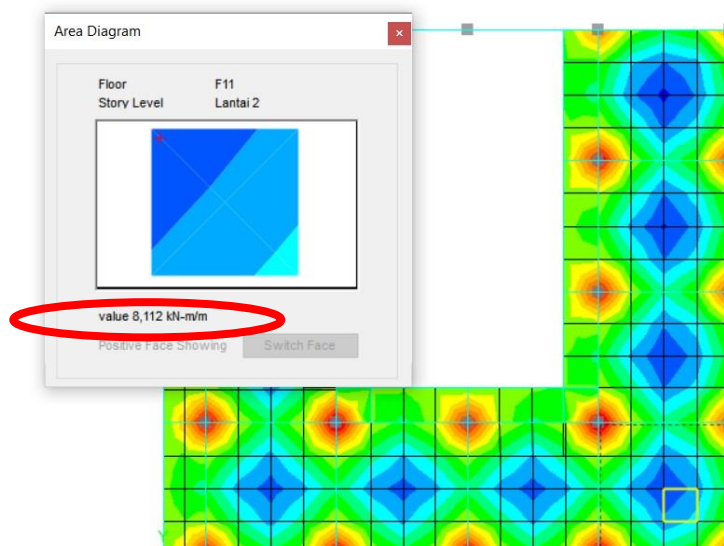 Area Diagram
Floor F11
Story Level Lantai 2
value 8,112 kN-m/m
Positive Face Showing Switch Face